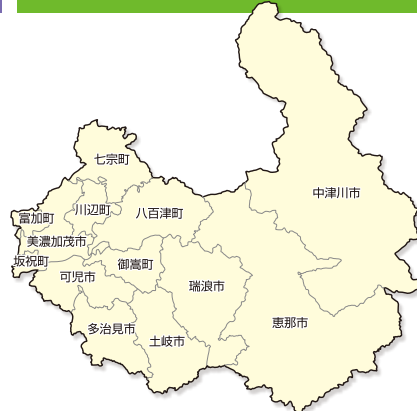 七宗町
中津川市
川辺町
八百津町
富加町
美濃加茂市
坂祝町
御嵩町
可児市
瑞浪市
恵那市
多治見市
土岐市